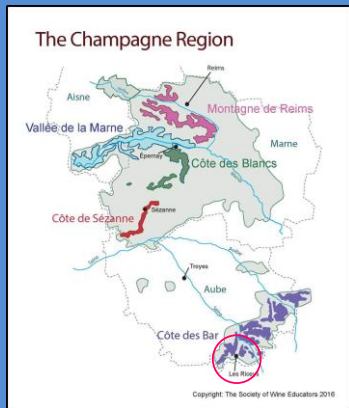 The Champagne Region
Reims
Aisne
Montagne de Reims
Vallée de la Marne
Marne
Épernay
Côte des Blancs
Côte de Sézanne
Sézanne
Troyes
Aube
Côte des Bar
Les Riceys
Copyright: The Society of Wine Educators 2016